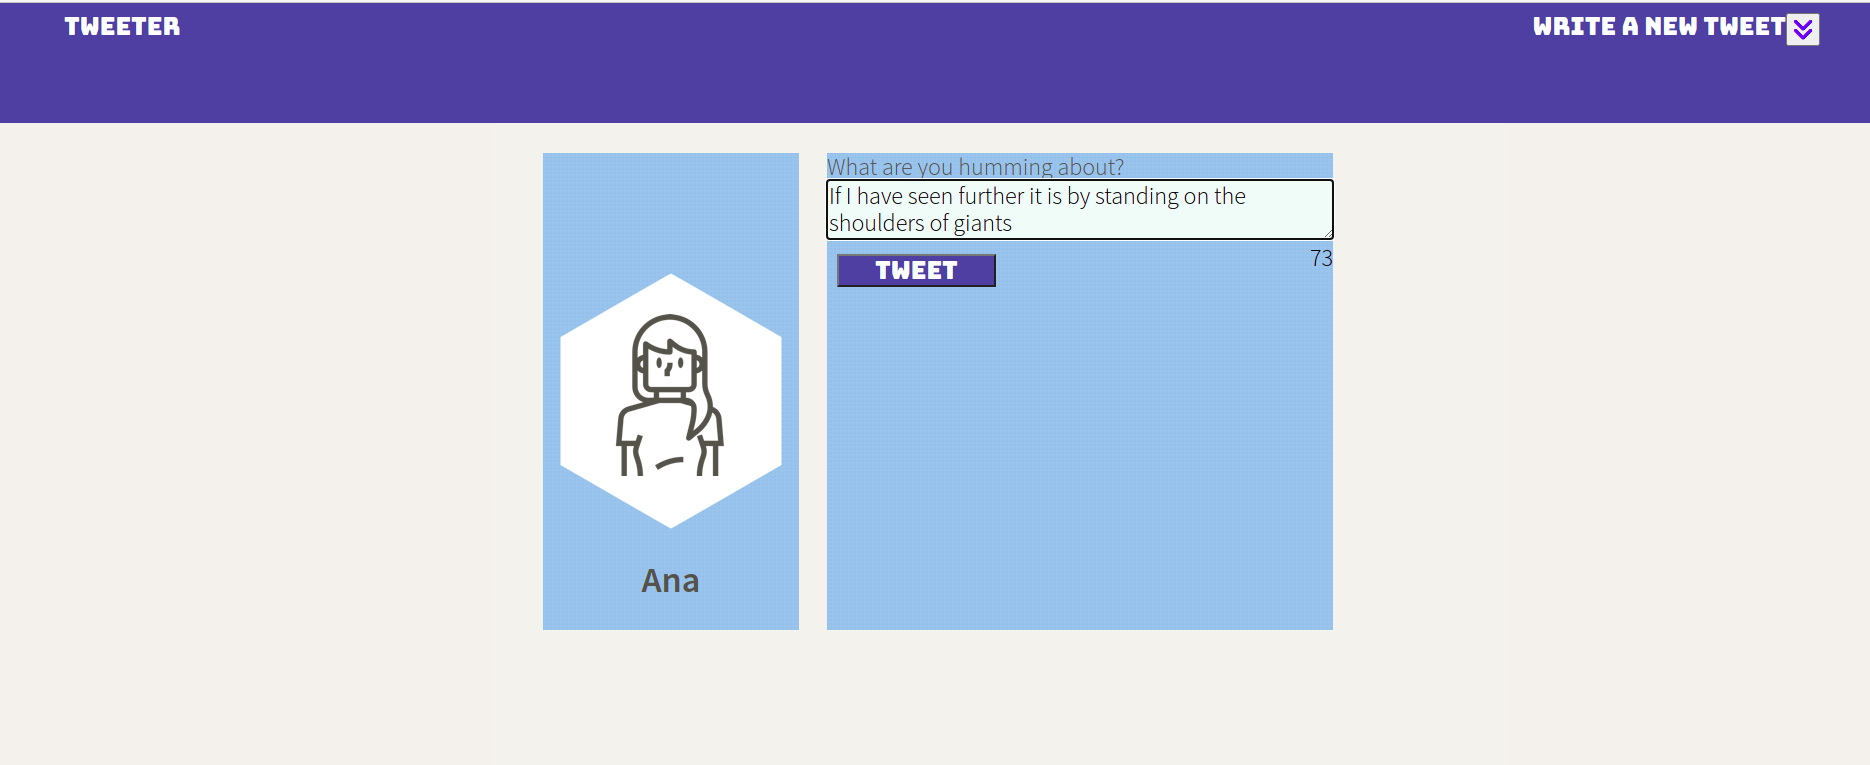 TWEETER
WRITE A NEW TWEET
What are you humming about?
If I have seen further it is by standing on the
shoulders of giants
73
TWEET
Ana